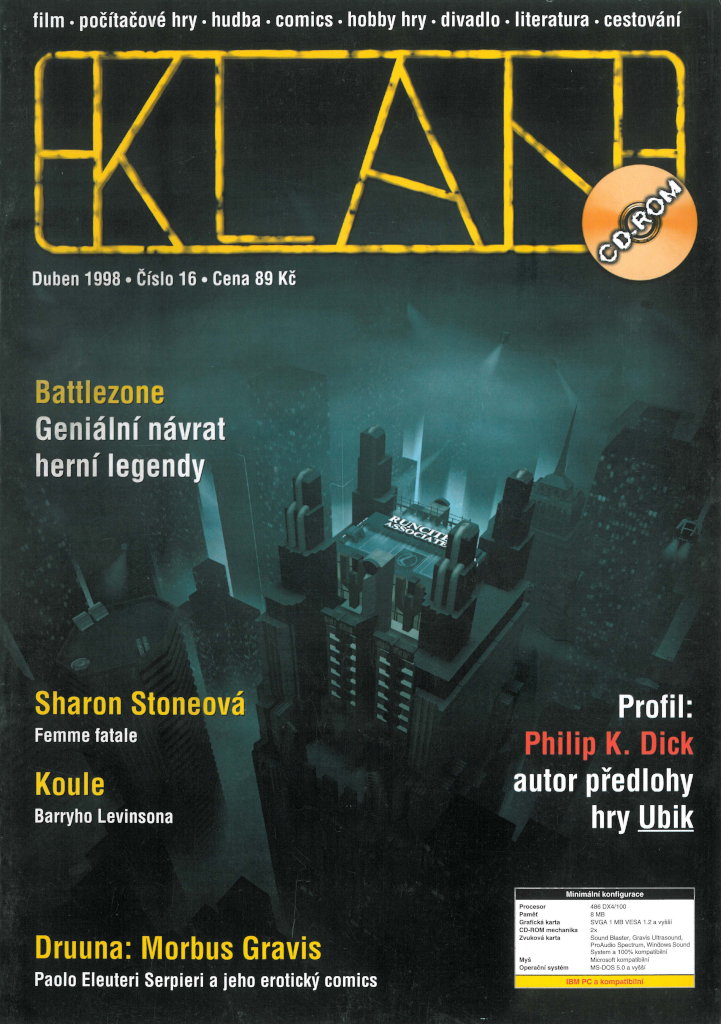 film • počítačové hry • hudba • comics • hobby hry • divadlo • literatura • cestování
KLAN
CD-ROM
Duben 1998 • Číslo 16 • Cena 89 Kč
Battlezone
Geniální návrat
herní legendy
RUNCITER
ASSOCIATES
Sharon Stoneová
Femme fatale
Koule
Barryho Levinsona
Profil:
Philip K. Dick
autor předlohy
hry Ubik
Druuna: Morbus Gravis
Paolo Eleuteri Serpieri a jeho erotický comics
Minimální konfigurace
Procesor 486 DX4/100
Paměť 8 MB
Grafická karta SVGA 1 MB VESA 1.2 a vyšší
CD-ROM mechanika 2x
Zvuková karta Sound Blaster, Gravis Ultrasound,
ProAudio Spectrum, Windows Sound
System a 100% kompatibilní
Myš Microsoft kompatibilní
Operační systém MS-DOS 5.0 a vyšší
IBM PC a kompatibilní